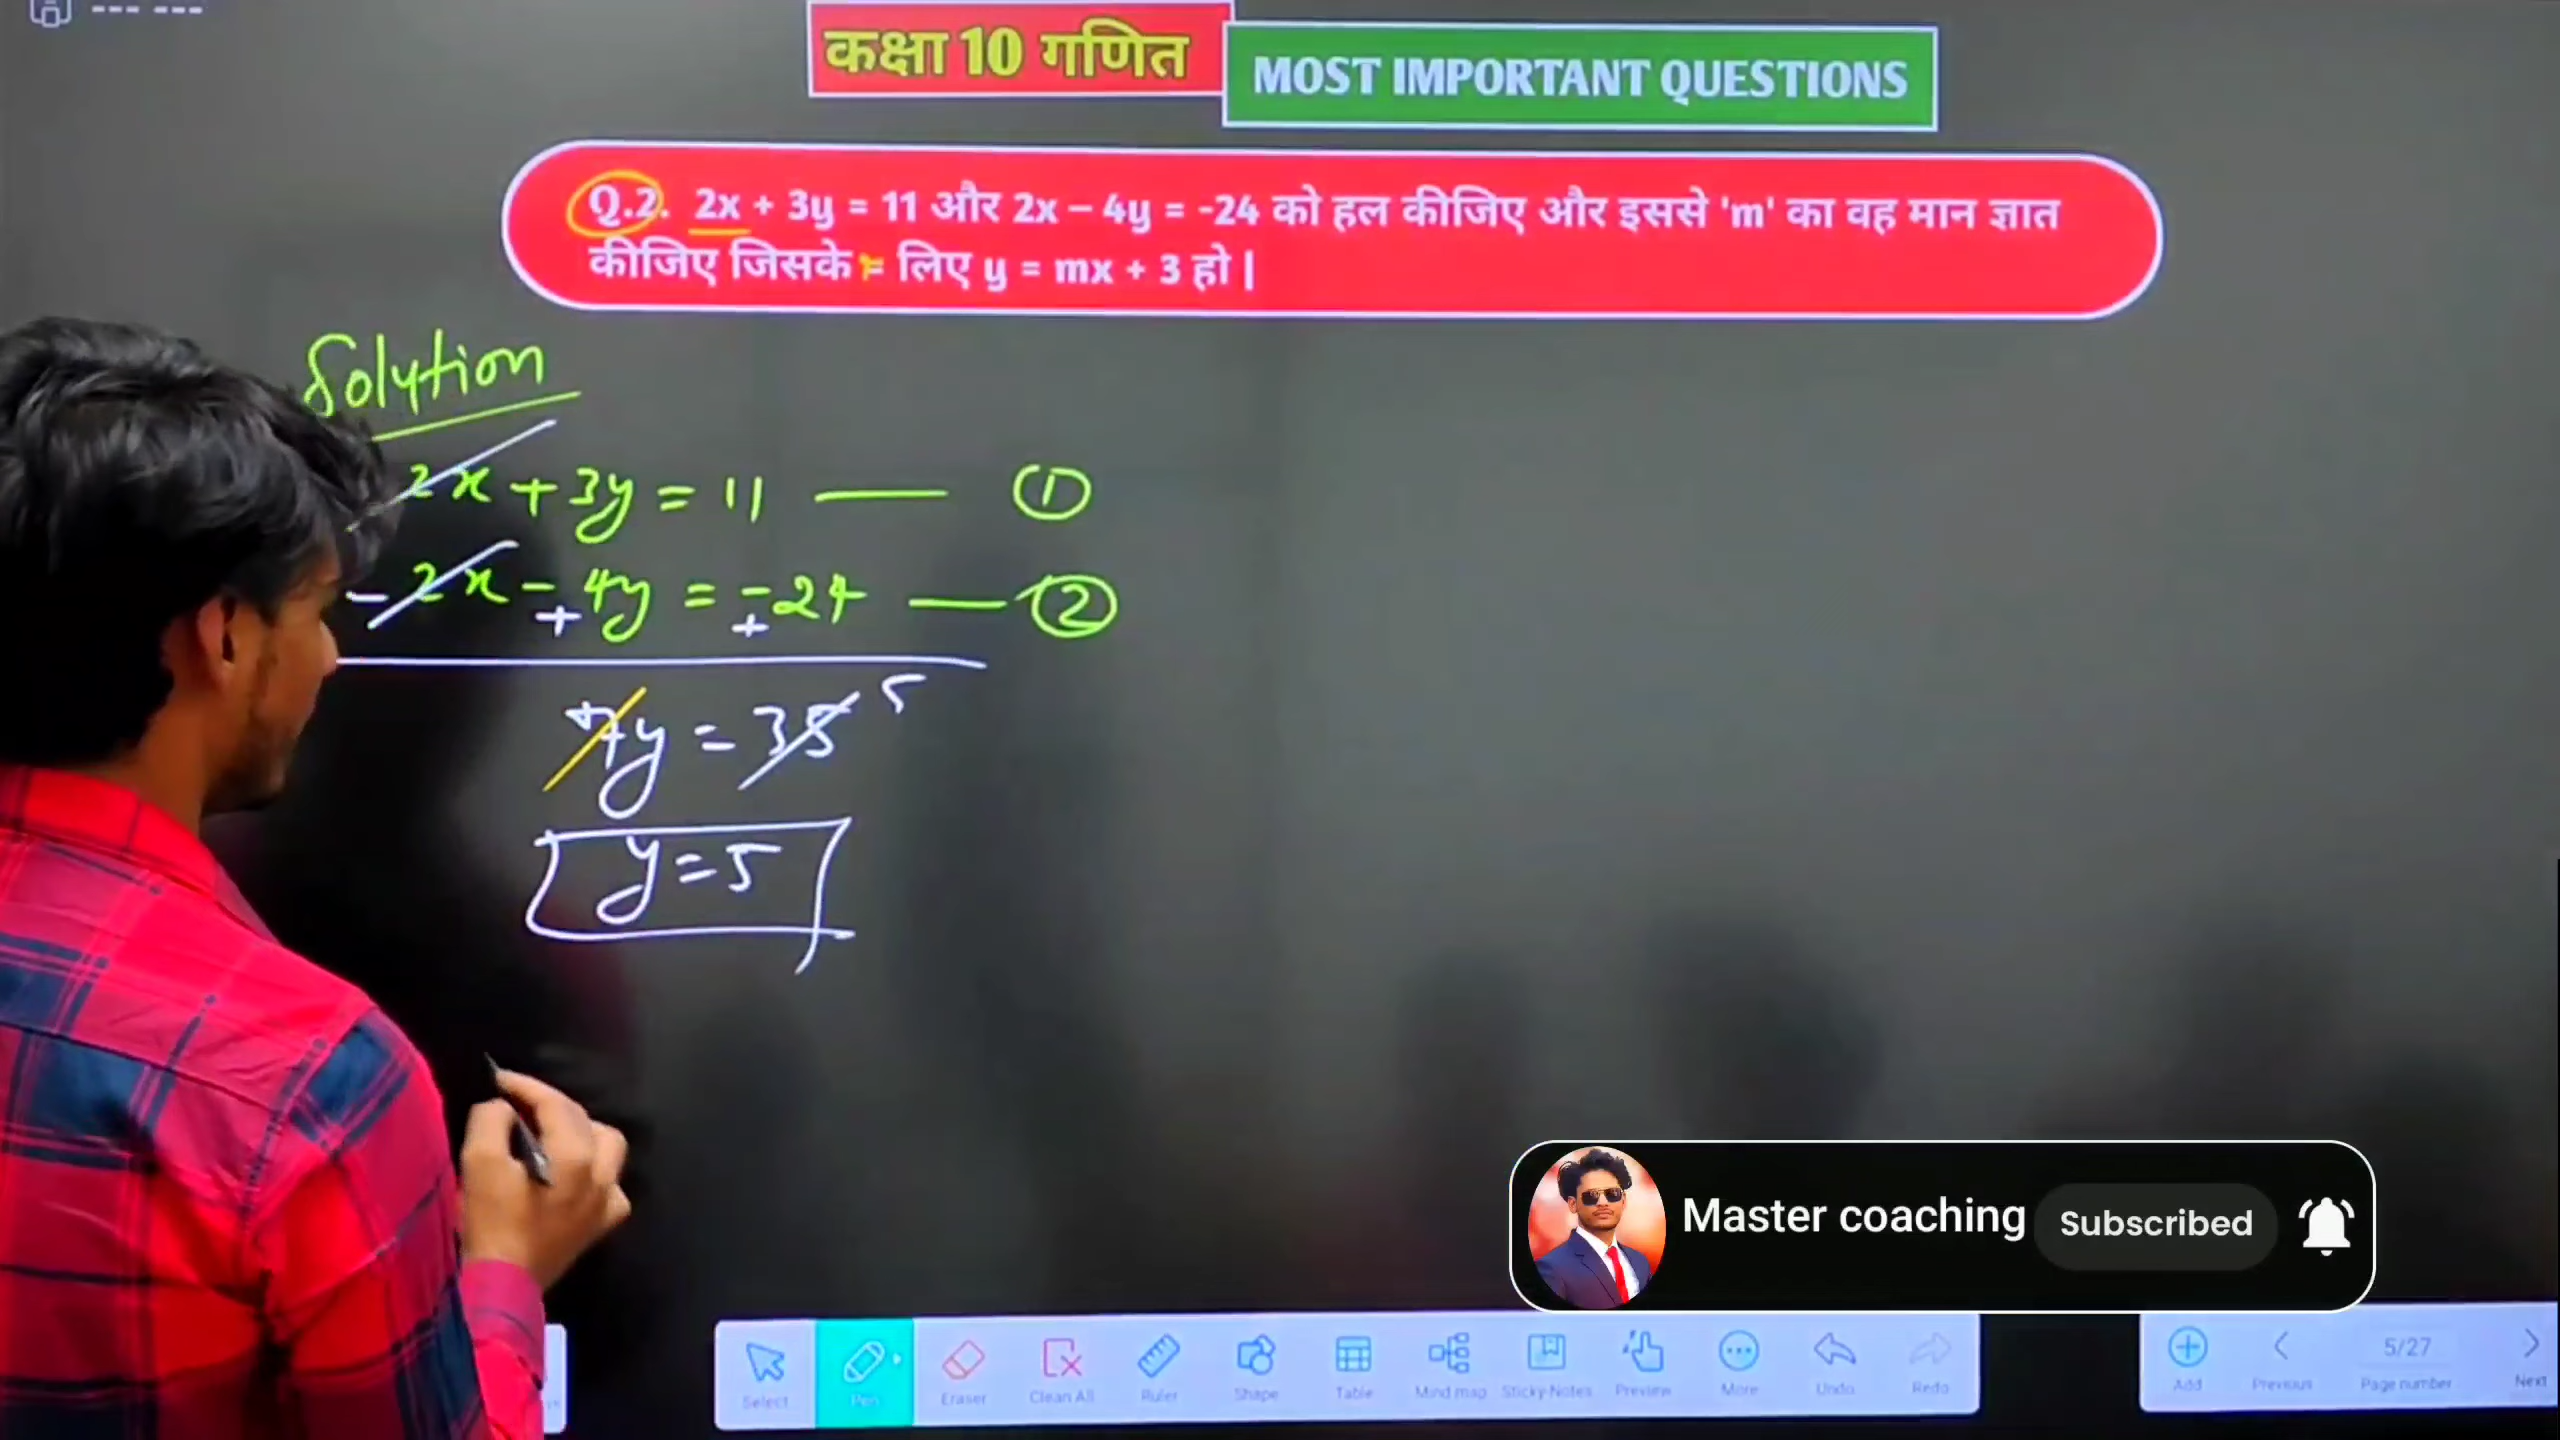 कक्षा 10 गणित
MOST IMPORTANT QUESTIONS
Q.2. 2x + 3y = 11 और 2x – 4y = -24 को हल कीजिए और इससे 'm' का वह मान ज्ञात
कीजिए जिसके = लिए y = mx + 3 हो |
Solution
2x + 3y = 11 — ①
- 2x - 4y = -24 — ②
+ +
7y = 35 5
y = 5
Master coaching Subscribed
Select Pen Eraser Clean All Ruler Shape Table Mind map Sticky Notes Preview More Undo Redo
Add Previous 5/27 Page number Next